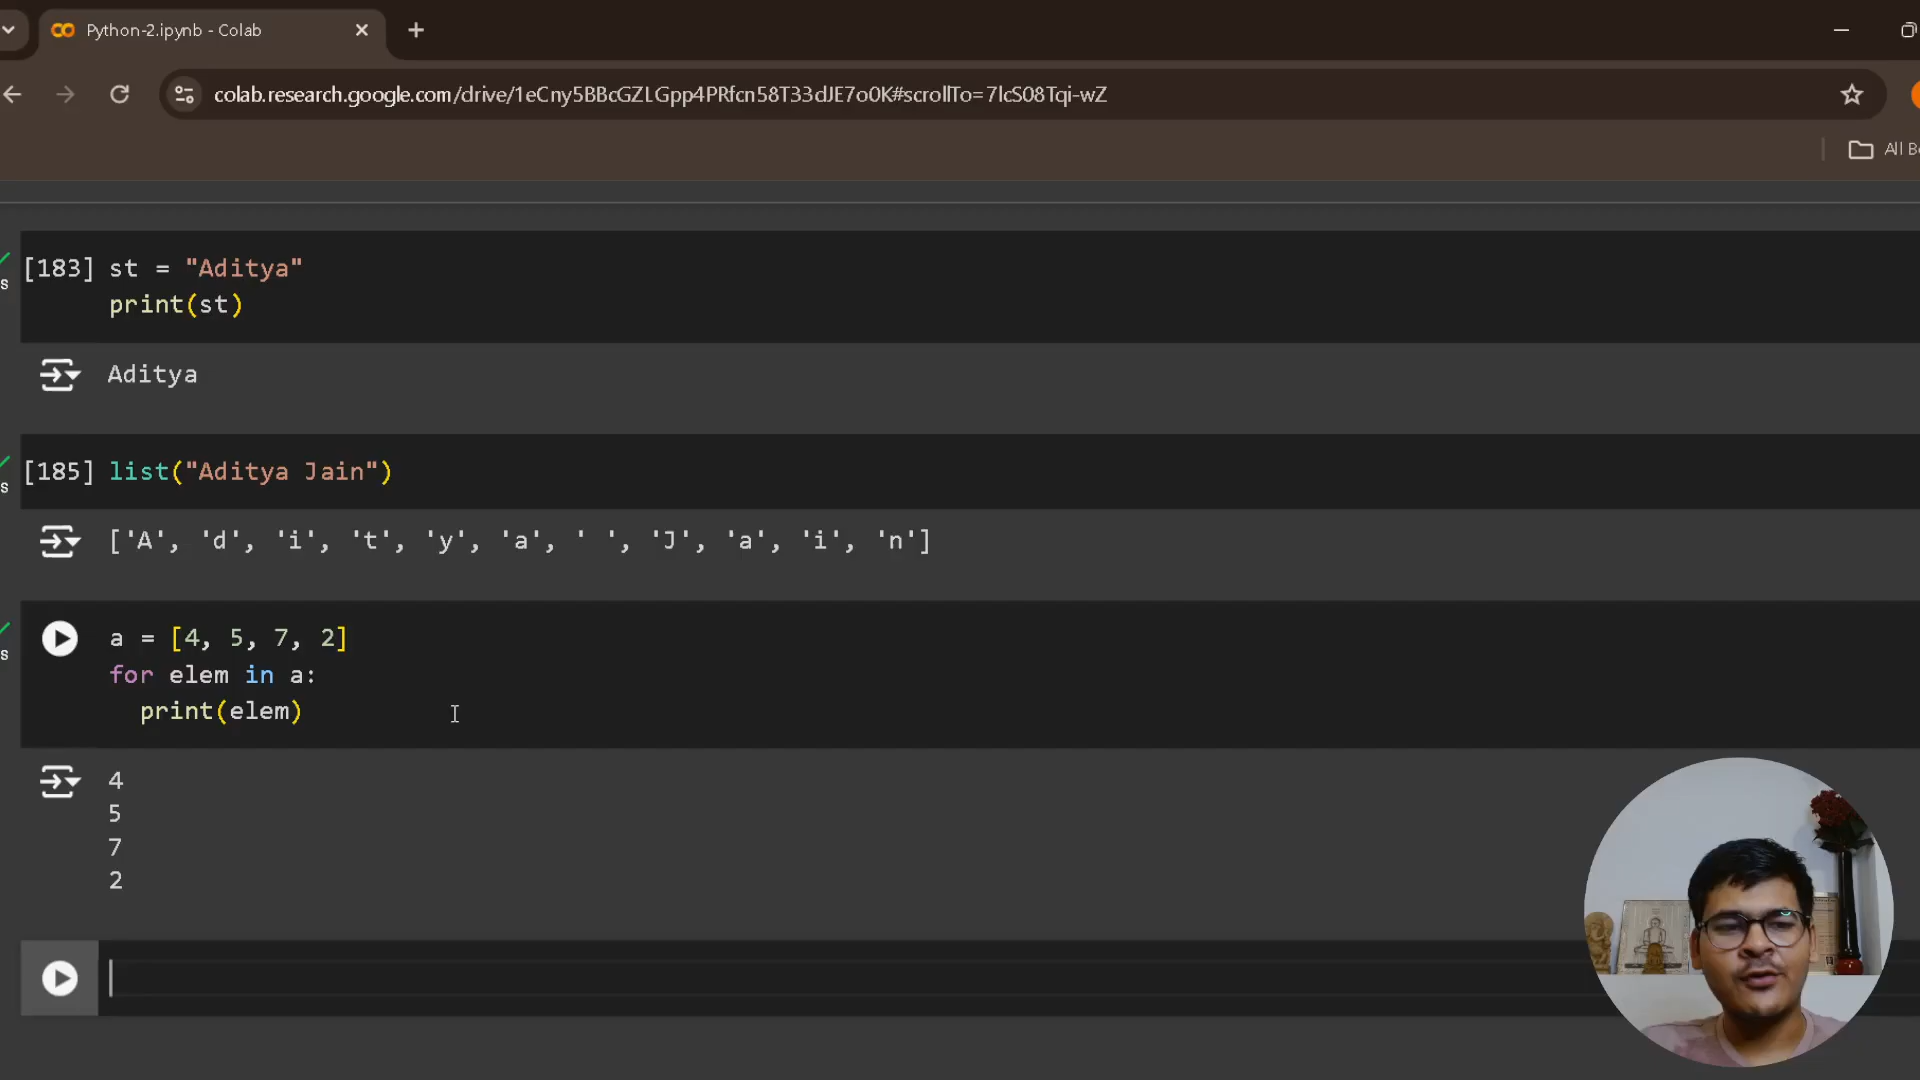 Python-2.ipynb - Colab
colab.research.google.com/drive/1eCny5BBcGZLGpp4PRfcn58T33dJE7o0K#scrollTo=7lcS08Tqi-wZ
All B
s
[183] st = "Aditya"
print(st)
Aditya
s
[185] list("Aditya Jain")
['A', 'd', 'i', 't', 'y', 'a', ' ', 'J', 'a', 'i', 'n']
s
a = [4, 5, 7, 2]
for elem in a:
print(elem)
4
5
7
2